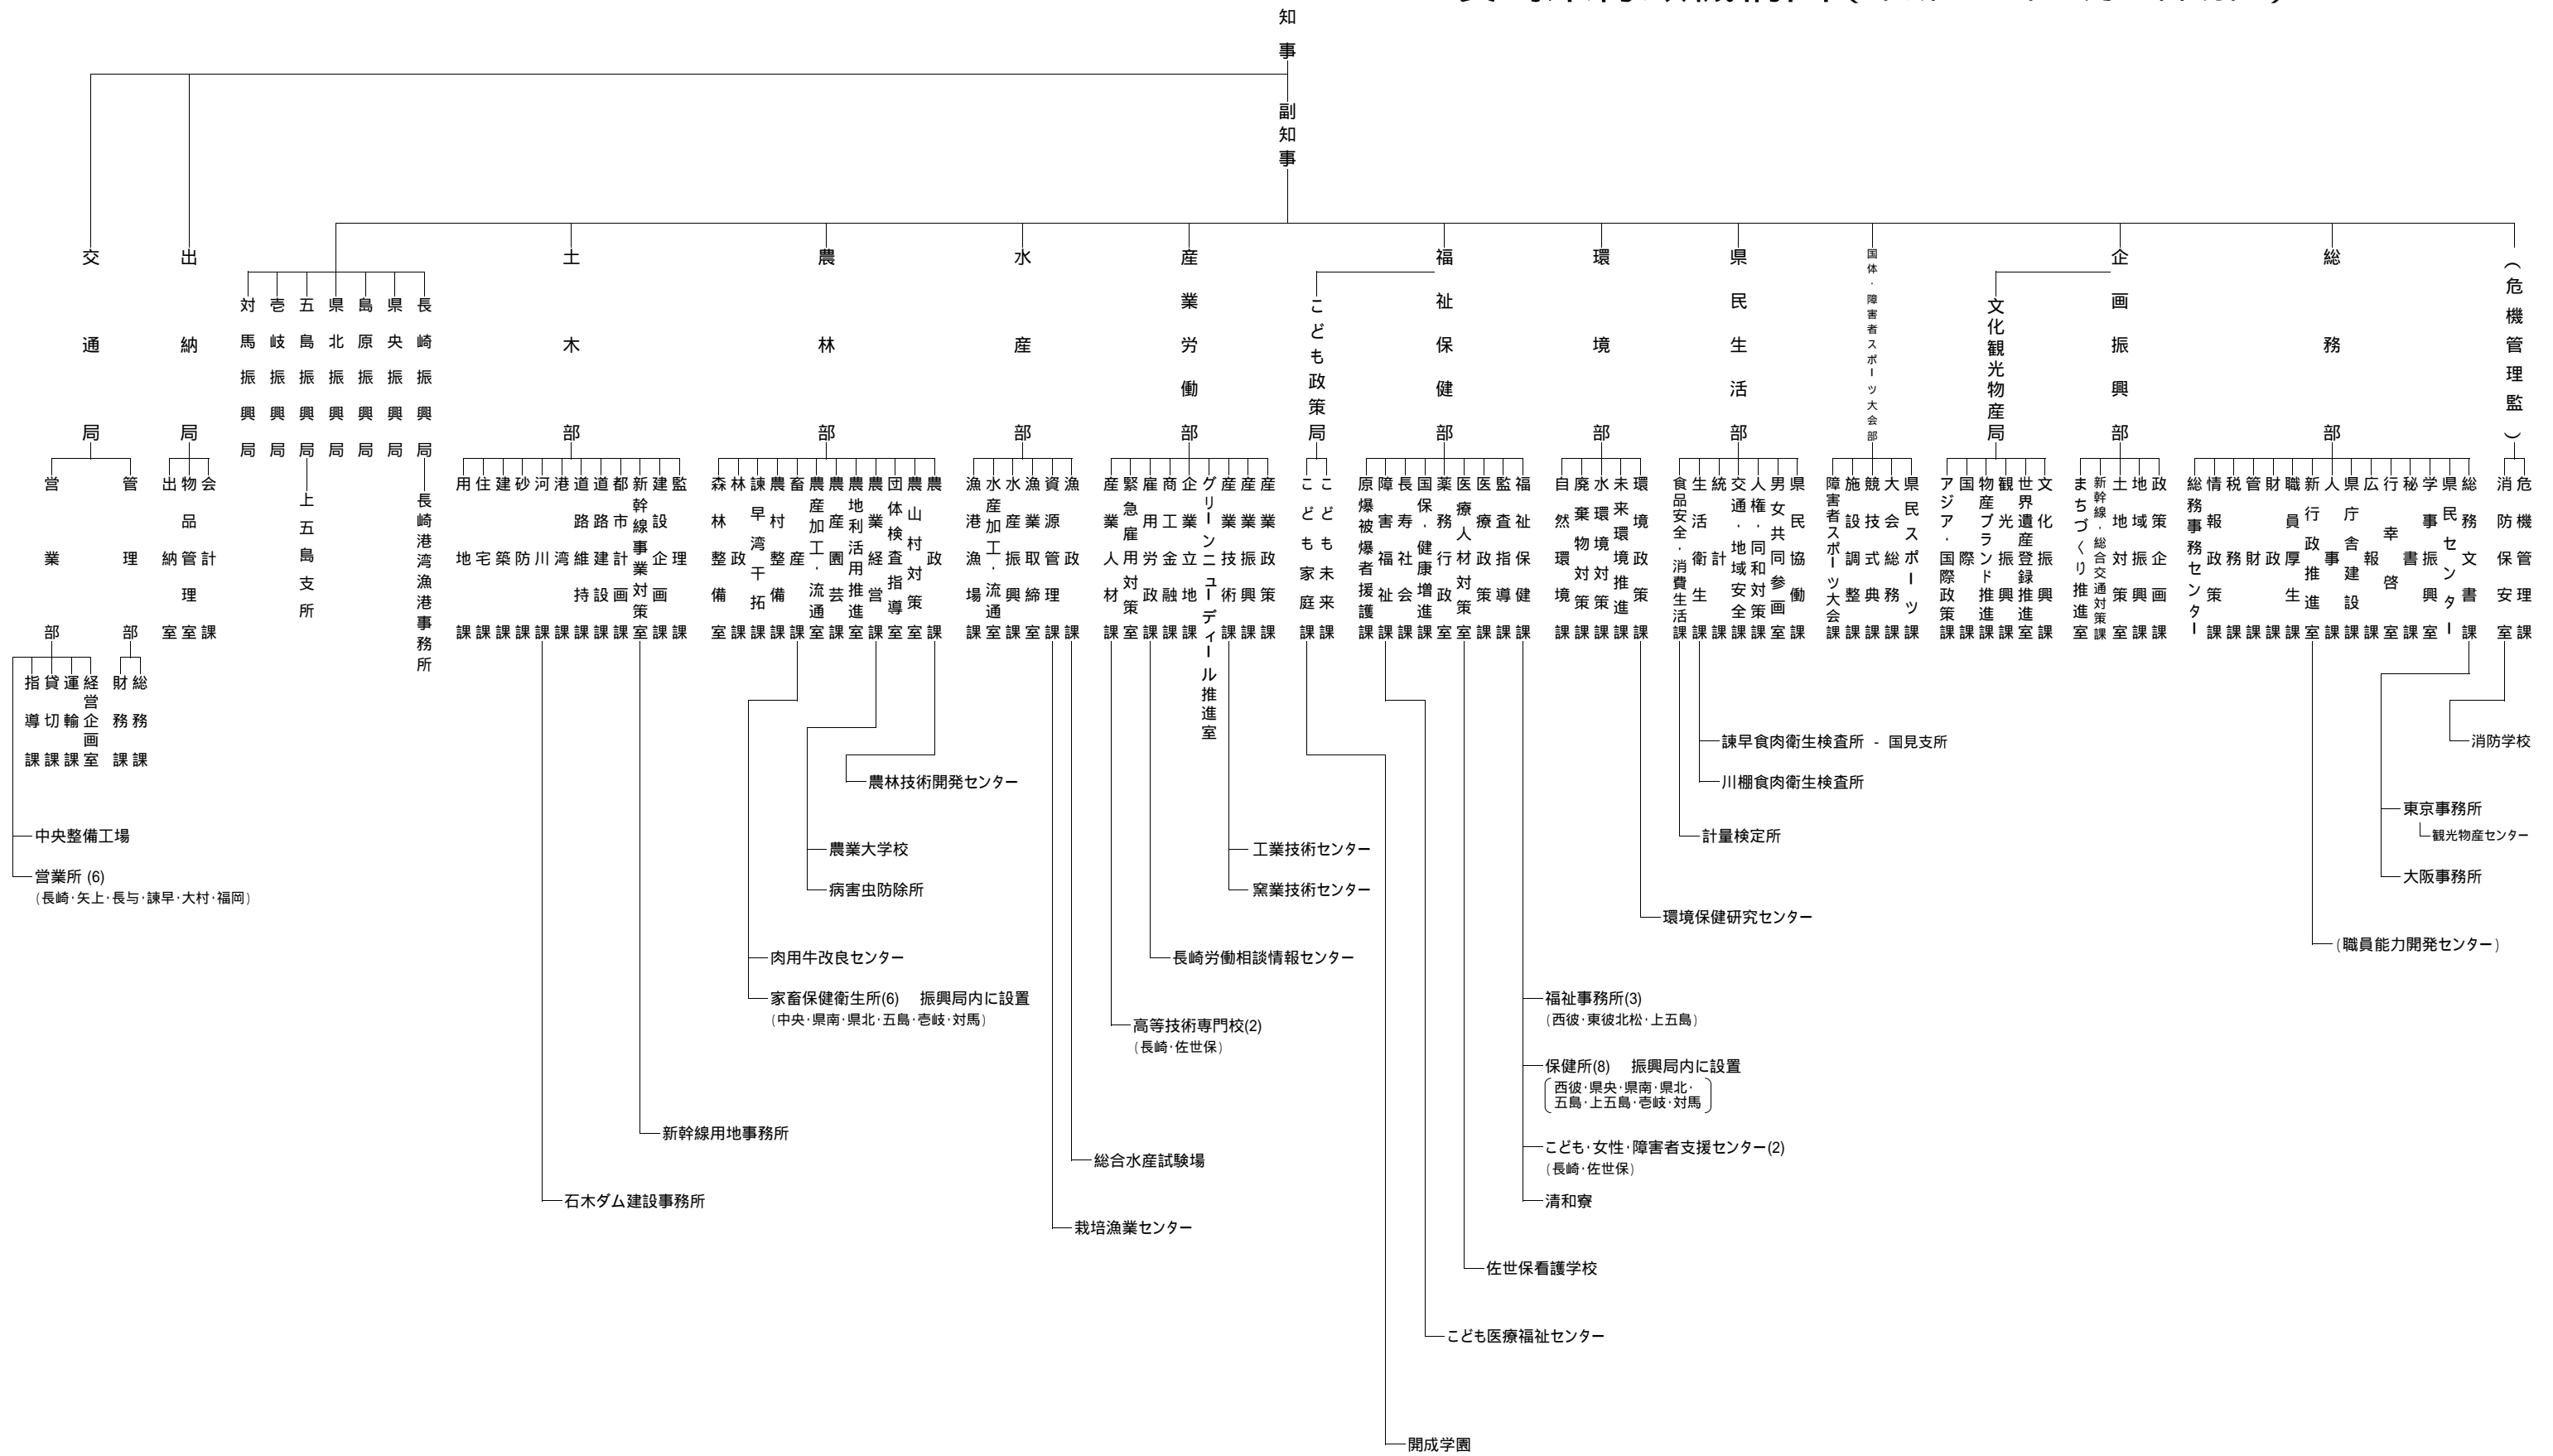 知事
副知事
(危機管理監)
総務部
企画振興部
文化観光物産局
国体・障害者スポーツ大会部
県民生活部
環境部
福祉保健部
こども政策局
産業労働部
水産部
農林部
土木部
長崎振興局
県央振興局
島原振興局
県北振興局
五島振興局
壱岐振興局
対馬振興局
出納局
交通局
危機管理課
消防保安室
総務文書課
県民センター
学事振興室
秘書課
行幸啓室
広報課
県庁舎建設課
人事課
新行政推進室
職員厚生課
財政課
管財課
税務課
情報政策課
総務事務センター
政策企画課
地域振興課
土地対策室
新幹線・総合交通対策課
まちづくり推進室
文化振興課
世界遺産登録推進室
観光振興課
物産ブランド推進課
国際課
アジア・国際政策課
県民スポーツ課
大会総務課
競技式典課
施設調整課
障害者スポーツ大会課
県民協働課
男女共同参画室
人権・同和対策課
交通・地域安全課
統計課
生活衛生課
食品安全・消費生活課
環境政策課
未来環境推進課
水環境対策課
廃棄物対策課
自然環境課
福祉保健課
監査指導課
医療政策課
医療人材対策室
薬務行政室
国保・健康増進課
長寿社会課
障害福祉課
原爆被爆者援護課
こども未来課
こども家庭課
産業政策課
産業振興課
産業技術課
グリーンニューディール推進室
企業立地課
商工金融課
雇用労政課
緊急雇用対策室
産業人材課
漁政課
資源管理課
漁業取締室
水産振興課
水産加工・流通室
漁港漁場課
農政課
農山村対策室
団体検査指導室
農業経営課
農地利活用推進室
農産園芸課
農産加工・流通室
畜産課
農村整備課
諫早湾干拓課
林政課
森林整備室
監理課
建設企画課
新幹線事業対策室
都市計画課
道路建設課
道路維持課
港湾課
河川課
砂防課
建築課
住宅課
用地課
長崎港湾漁港事務所
上五島支所
会計課
物品管理室
出納室
管理部
営業部
総務課
財務課
経営企画室
運輸課
貸切課
指導課
消防学校
諫早食肉衛生検査所 - 国見支所
川棚食肉衛生検査所
農林技術開発センター
東京事務所
観光物産センター
計量検定所
中央整備工場
農業大学校
工業技術センター
大阪事務所
営業所 (6)
(長崎・矢上・長与・諫早・大村・福岡)
病害虫防除所
窯業技術センター
環境保健研究センター
(職員能力開発センター)
肉用牛改良センター
長崎労働相談情報センター
家畜保健衛生所(6) 振興局内に設置
(中央・県南・県北・五島・壱岐・対馬)
福祉事務所(3)
(西彼・東彼北松・上五島)
高等技術専門校(2)
(長崎・佐世保)
保健所(8) 振興局内に設置
西彼・県央・県南・県北・
五島・上五島・壱岐・対馬
新幹線用地事務所
こども・女性・障害者支援センター(2)
(長崎・佐世保)
総合水産試験場
石木ダム建設事務所
清和寮
栽培漁業センター
佐世保看護学校
こども医療福祉センター
開成学園